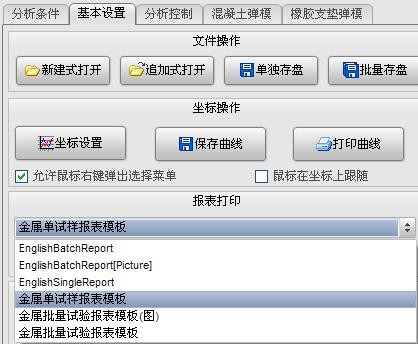 分析条件 基本设置 分析控制 混凝土弹模 橡胶支垫弹模
文件操作
新建式打开 追加式打开 单独存盘 批量存盘
坐标操作
坐标设置 保存曲线 打印曲线
允许鼠标右键弹出选择菜单 鼠标在坐标上跟随
报表打印
金属单试样报表模板
EnglishBatchReport
EnglishBatchReport[Picture]
EnglishSingleReport
金属单试样报表模板
金属批量试验报表模板(图)
金属批量试验报表模板